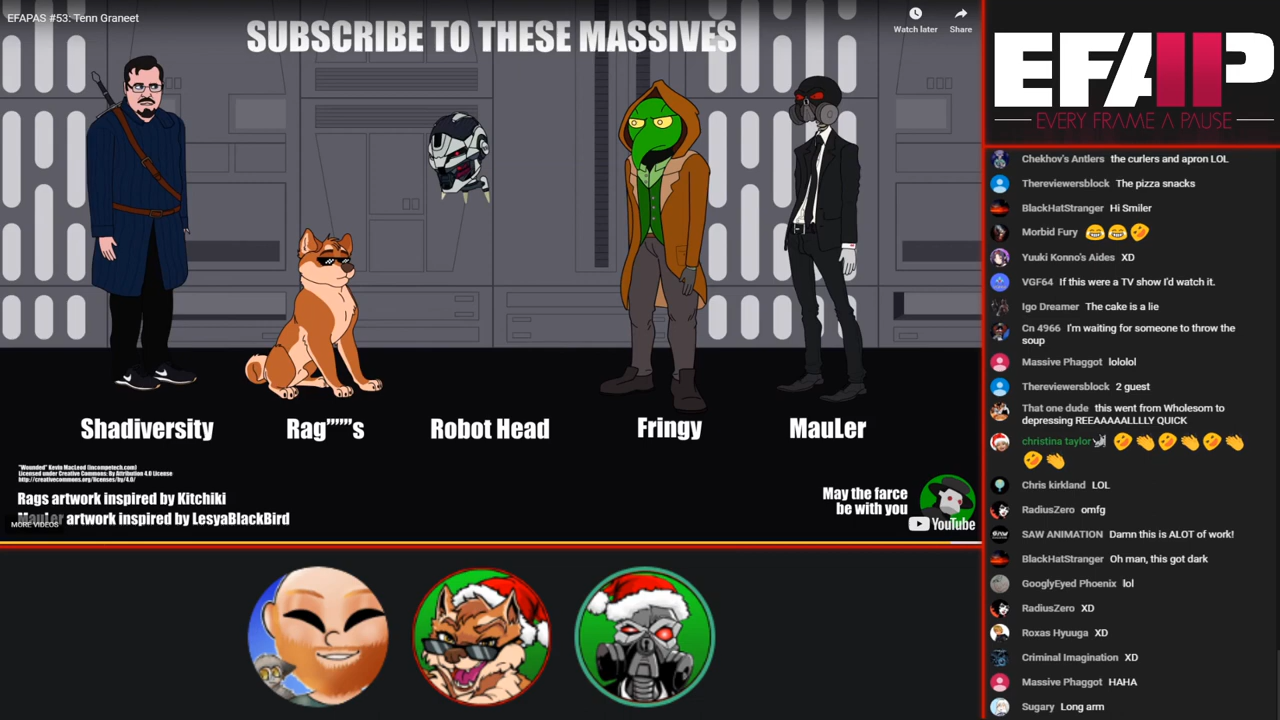 EFAPAS #53: Tenn Graneet
SUBSCRIBE TO THESE MASSIVES
Watch later
Share
Shadiversity
Rag"""s
Robot Head
Fringy
MauLer
"Wounded" Kevin MacLeod (incompetech.com)
Licensed under Creative Commons: By Attribution 4.0 License
http://creativecommons.org/licenses/by/4.0/
Rags artwork inspired by Kitchiki
MauLer artwork inspired by LesyaBlackBird
MORE VIDEOS
May the farce
be with you
YouTube
EFAP
EVERY FRAME A PAUSE
Chekhov's Antlers the curlers and apron LOL
Thereviewersblock The pizza snacks
BlackHatStranger Hi Smiler
Morbid Fury 😂😂🤣
Yuuki Konno's Aides XD
VGF64 If this were a TV show I'd watch it.
Igo Dreamer The cake is a lie
Cn 4966 I'm waiting for someone to throw the
soup
Massive Phaggot lololol
Thereviewersblock 2 guest
That one dude this went from Wholesom to
depressing REEAAAAALLLLY QUICK
christina taylor 🤣👏🤣👏🤣👏
🤣👏
Chris kirkland LOL
RadiusZero omfg
SAW ANIMATION Damn this is ALOT of work!
BlackHatStranger Oh man, this got dark
GooglyEyed Phoenix lol
RadiusZero XD
Roxas Hyuuga XD
Criminal Imagination XD
Massive Phaggot HAHA
Sugary Long arm